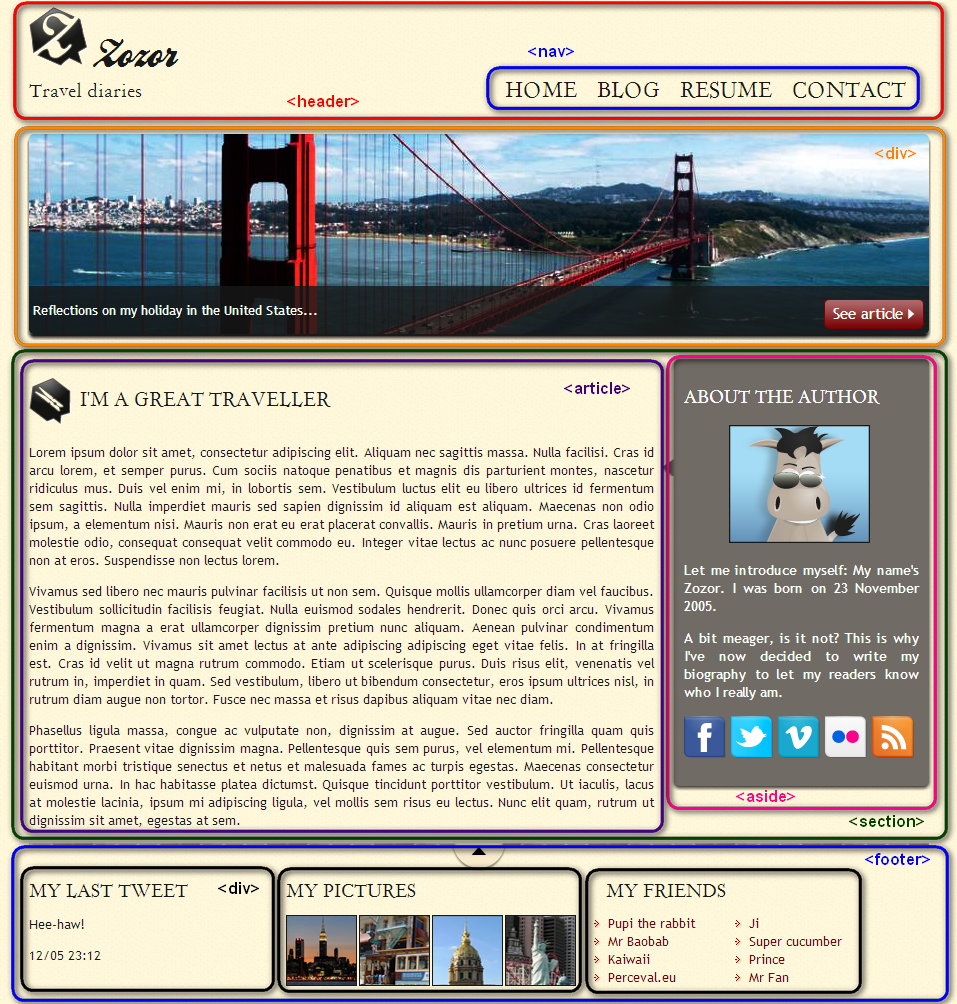 Zozor
Travel diaries
<header>
<nav>
HOME BLOG RESUME CONTACT
<div>
Reflections on my holiday in the United States...
See article
I'M A GREAT TRAVELLER
<article>
Lorem ipsum dolor sit amet, consectetur adipiscing elit. Aliquam nec sagittis massa. Nulla facilisi. Cras id
arcu lorem, et semper purus. Cum sociis natoque penatibus et magnis dis parturient montes, nascetur
ridiculus mus. Duis vel enim mi, in lobortis sem. Vestibulum luctus elit eu libero ultrices id fermentum
sem sagittis. Nulla imperdiet mauris sed sapien dignissim id aliquam est aliquam. Maecenas non odio
ipsum, a elementum nisi. Mauris non erat eu erat placerat convallis. Mauris in pretium urna. Cras laoreet
molestie odio, consequat consequat velit commodo eu. Integer vitae lectus ac nunc posuere pellentesque
non at eros. Suspendisse non lectus lorem.
Vivamus sed libero nec mauris pulvinar facilisis ut non sem. Quisque mollis ullamcorper diam vel faucibus.
Vestibulum sollicitudin facilisis feugiat. Nulla euismod sodales hendrerit. Donec quis orci arcu. Vivamus
fermentum magna a erat ullamcorper dignissim pretium nunc aliquam. Aenean pulvinar condimentum
enim a dignissim. Vivamus sit amet lectus at ante adipiscing adipiscing eget vitae felis. In at fringilla
est. Cras id velit ut magna rutrum commodo. Etiam ut scelerisque purus. Duis risus elit, venenatis vel
rutrum in, imperdiet in quam. Sed vestibulum, libero ut bibendum consectetur, eros ipsum ultrices nisl, in
rutrum diam augue non tortor. Fusce nec massa et risus dapibus aliquam vitae nec diam.
Phasellus ligula massa, congue ac vulputate non, dignissim at augue. Sed auctor fringilla quam quis
porttitor. Praesent vitae dignissim magna. Pellentesque quis sem purus, vel elementum mi. Pellentesque
habitant morbi tristique senectus et netus et malesuada fames ac turpis egestas. Maecenas consectetur
euismod urna. In hac habitasse platea dictumst. Quisque tincidunt porttitor vestibulum. Ut iaculis, lacus
at molestie lacinia, ipsum mi adipiscing ligula, vel mollis sem risus eu lectus. Nunc elit quam, rutrum ut
dignissim sit amet, egestas at sem.
ABOUT THE AUTHOR
Let me introduce myself: My name's
Zozor. I was born on 23 November
2005.
A bit meager, is it not? This is why
I've now decided to write my
biography to let my readers know
who I really am.
<aside>
<section>
<footer>
MY LAST TWEET
<div>
Hee-haw!
12/05 23:12
MY PICTURES
MY FRIENDS
Pupi the rabbit
Mr Baobab
Kaiwaii
Perceval.eu
Ji
Super cucumber
Prince
Mr Fan